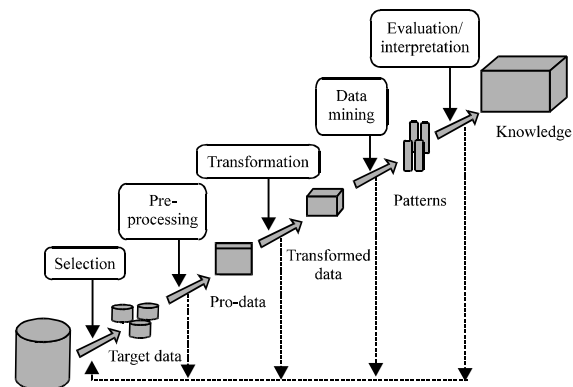 Evaluation/
interpretation
Knowledge
Data
mining
Patterns
Transformation
Transformed
data
Pre-
processing
Pro-data
Selection
Target data